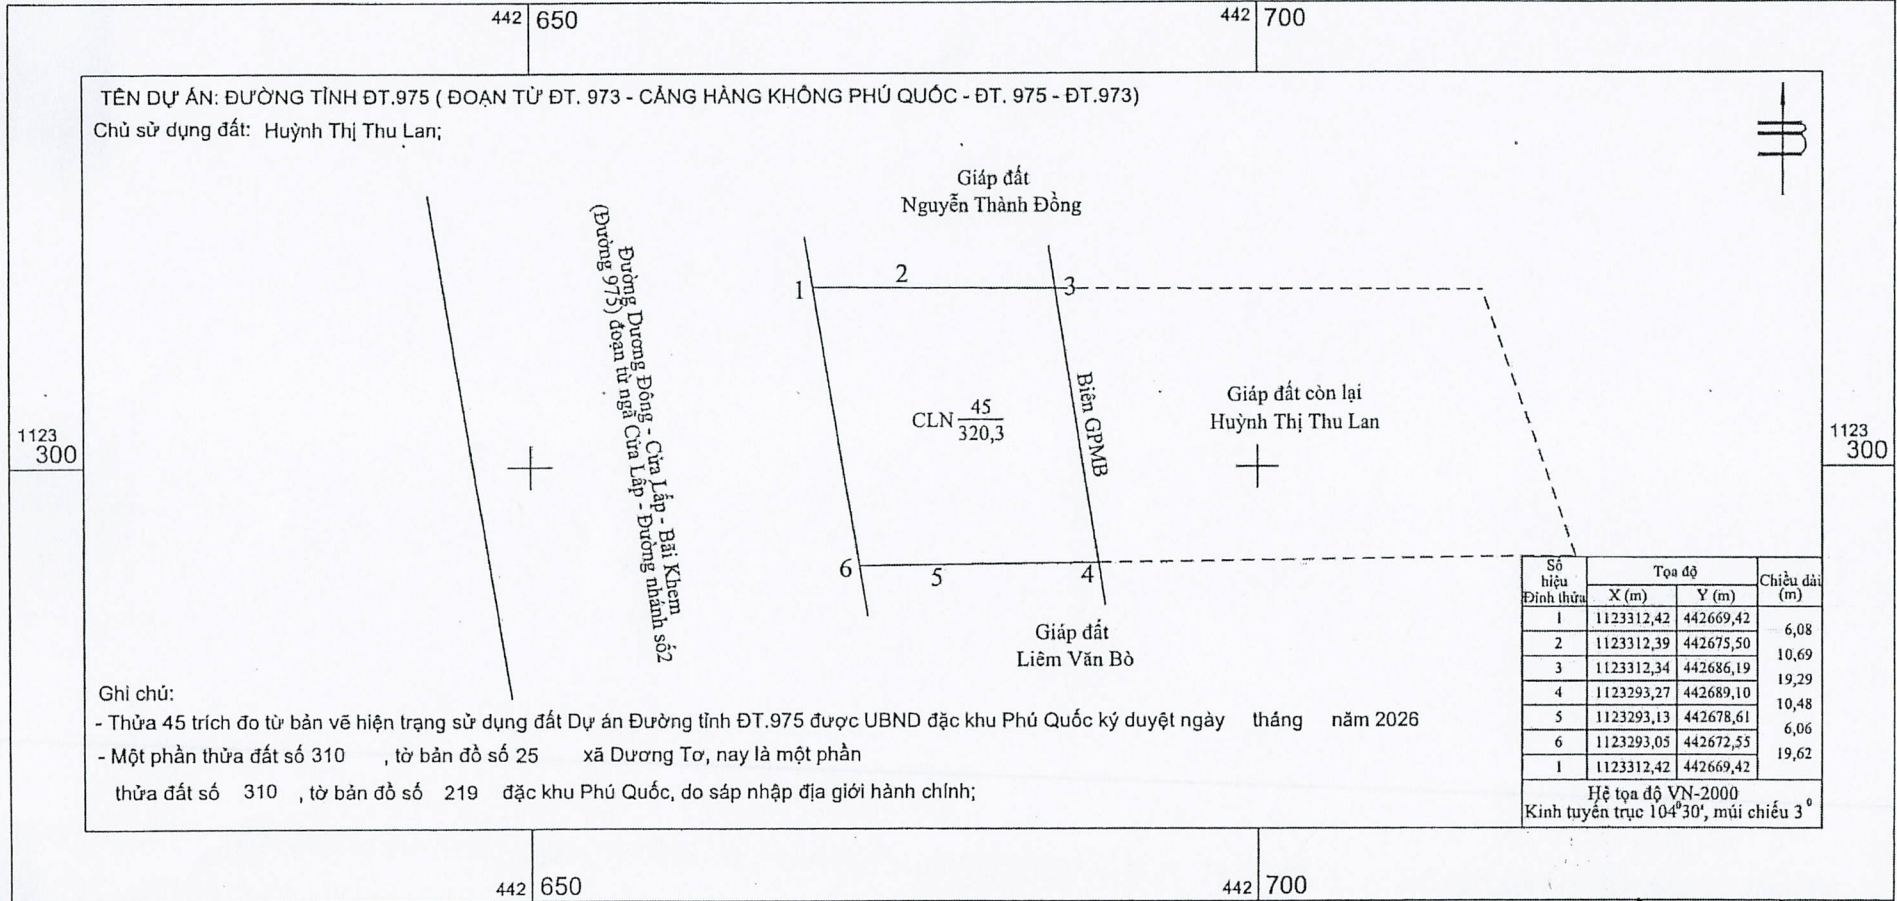 442 650
442 700
TÊN DỰ ÁN: ĐƯỜNG TỈNH ĐT.975 ( ĐOẠN TỪ ĐT. 973 - CẢNG HÀNG KHÔNG PHÚ QUỐC - ĐT. 975 - ĐT.973)
Chủ sử dụng đất: Huỳnh Thị Thu Lan;
Giáp đất
Nguyễn Thành Đồng
Đường Dương Đông - Cửa Lấp - Bãi Khem
(Đường 975) đoạn từ ngã Cửa Lấp - Đường nhánh số2
1
2
3
Biên GPMB
CLN 45
320,3
Giáp đất còn lại
Huỳnh Thị Thu Lan
1123
300
1123
300
6
5
4
Giáp đất
Liêm Văn Bò
Số hiệu Đỉnh thửa Tọa độ Chiều dài (m)
X (m) Y (m)
1 1123312,42 442669,42
6,08
2 1123312,39 442675,50
10,69
3 1123312,34 442686,19
19,29
4 1123293,27 442689,10
10,48
5 1123293,13 442678,61
6,06
6 1123293,05 442672,55
19,62
1 1123312,42 442669,42
Hệ tọa độ VN-2000
Kinh tuyến trục 104⁰30', múi chiếu 3⁰
Ghi chú:
- Thửa 45 trích đo từ bản vẽ hiện trạng sử dụng đất Dự án Đường tỉnh ĐT.975 được UBND đặc khu Phú Quốc ký duyệt ngày tháng năm 2026
- Một phần thửa đất số 310 , tờ bản đồ số 25 xã Dương Tơ, nay là một phần
thửa đất số 310 , tờ bản đồ số 219 đặc khu Phú Quốc, do sáp nhập địa giới hành chính;
442 650
442 700